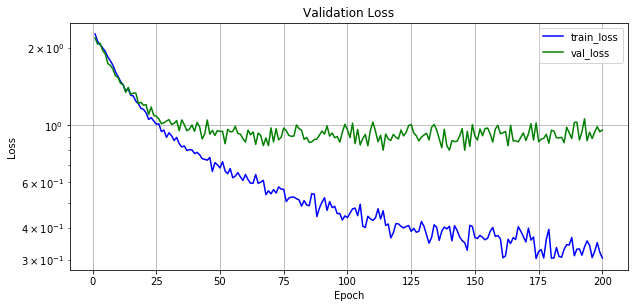 Validation Loss
train_loss
val_loss
2 × 10⁰
10⁰
6 × 10⁻¹
4 × 10⁻¹
3 × 10⁻¹
Loss
0 25 50 75 100 125 150 175 200
Epoch